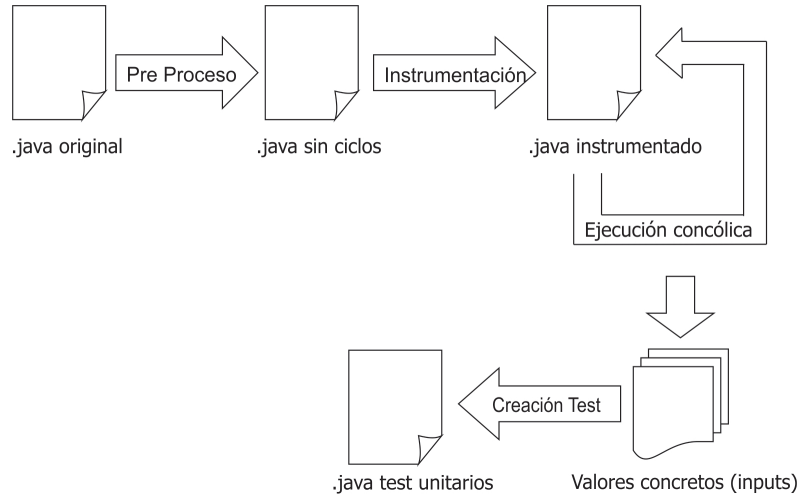 Pre Proceso
Instrumentación
.java original
.java sin ciclos
.java instrumentado
Ejecución concólica
Creación Test
.java test unitarios
Valores concretos (inputs)